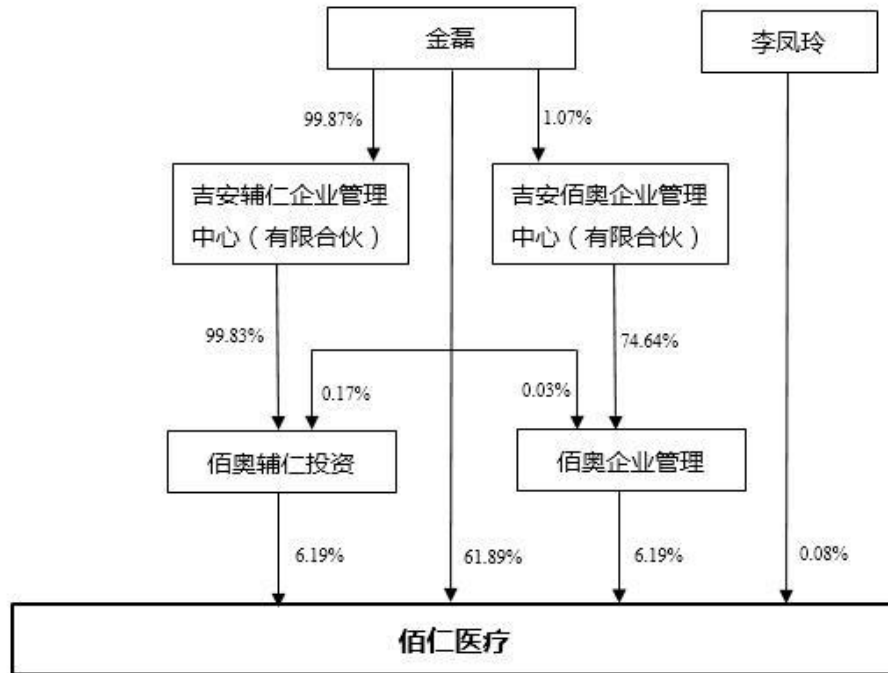 金磊
李凤玲
99.87%
1.07%
吉安辅仁企业管理
中心（有限合伙）
吉安佰奥企业管理
中心（有限合伙）
99.83%
74.64%
0.17%
0.03%
佰奥辅仁投资
佰奥企业管理
6.19%
61.89%
6.19%
0.08%
佰仁医疗